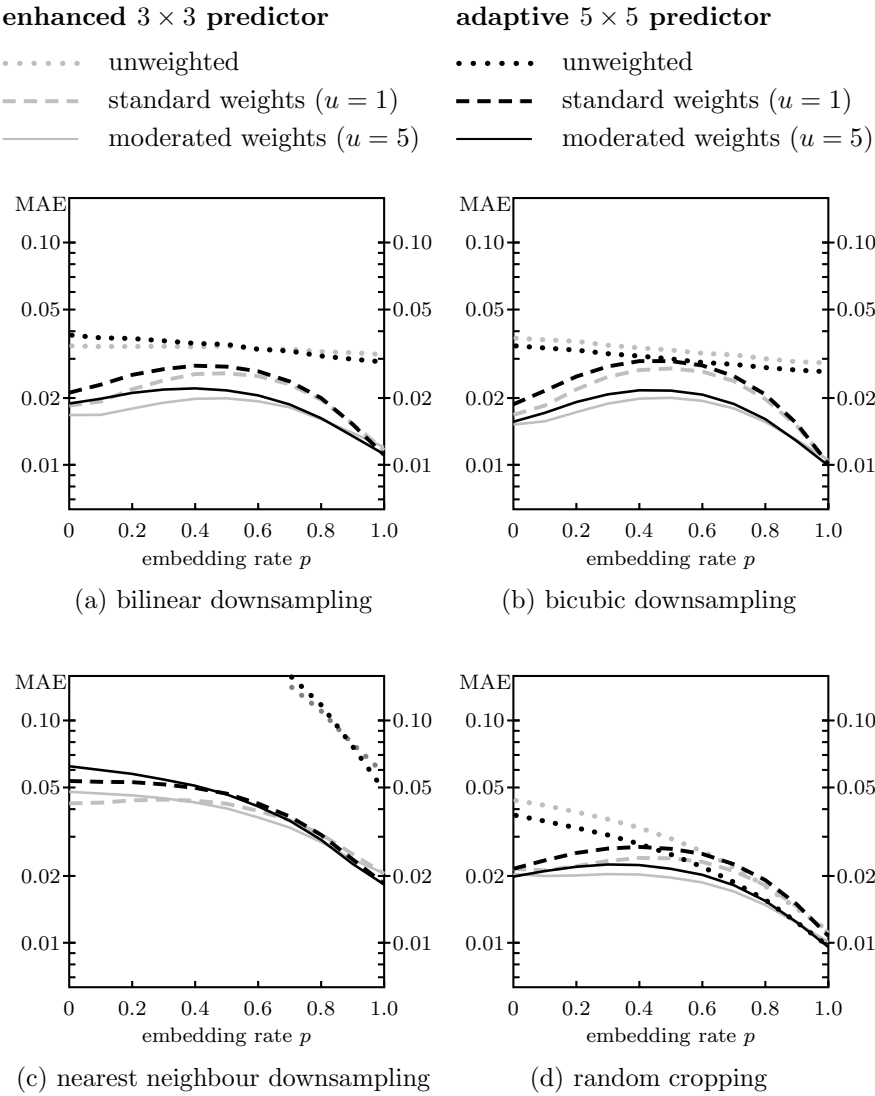 enhanced 3 × 3 predictor
unweighted
standard weights (u = 1)
moderated weights (u = 5)
adaptive 5 × 5 predictor
unweighted
standard weights (u = 1)
moderated weights (u = 5)
MAE
0.10 0.10
0.05
0.02 0.02
0.01 0.01
0 0.2 0.4 0.6 0.8 1.0
embedding rate p
(a) bilinear downsampling
MAE
0.10 0.10
0.05 0.05
0.02 0.02
0.01 0.01
0 0.2 0.4 0.6 0.8 1.0
embedding rate p
(b) bicubic downsampling
MAE
0.10 0.10
0.05 0.05
0.02 0.02
0.01 0.01
0 0.2 0.4 0.6 0.8 1.0
embedding rate p
(c) nearest neighbour downsampling
MAE
0.10 0.10
0.05 0.05
0.02 0.02
0.01 0.01
0 0.2 0.4 0.6 0.8 1.0
embedding rate p
(d) random cropping